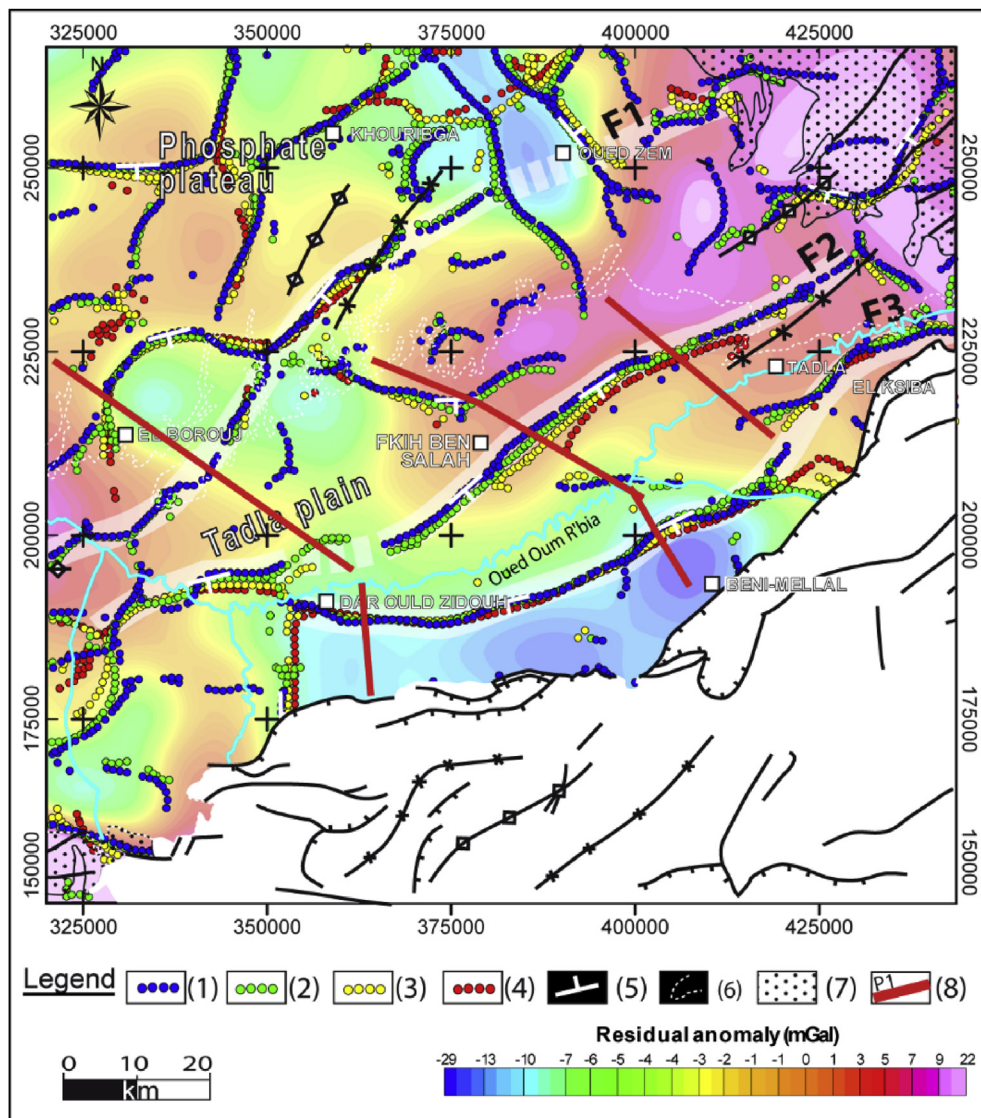 325000 350000 375000 400000 425000
N
F1
KHOURIBGA
OUED ZEM
Phosphate
plateau
250000
250000
F2
F3
225000
225000
TADLA
EL KSIBA
EL BOROUJ
FKIH BEN
SALAH
Tadla plain
200000
200000
Oued Oum R'bia
BENI-MELLAL
DAR OULD ZIDOUH
175000
175000
150000
150000
325000 350000 375000 400000 425000
Legend (1) (2) (3) (4) (5) (6) (7) P1 (8)
Residual anomaly (mGal)
0 10 20
km
-29 -13 -10 -7 -6 -5 -4 -3 -2 -1 -1 0 1 3 5 7 9 22